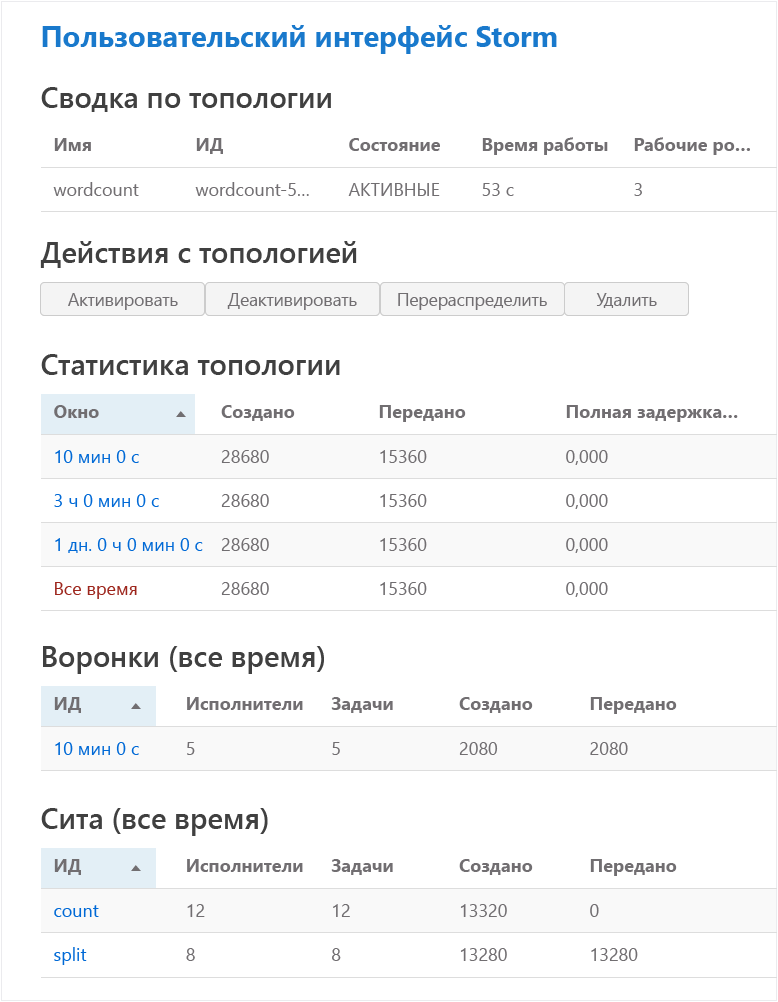 Пользовательский интерфейс Storm
Сводка по топологии
Имя ИД Состояние Время работы Рабочие ро...
wordcount wordcount-5... АКТИВНЫЕ 53 с 3
Действия с топологией
Активировать Деактивировать Перераспределить Удалить
Статистика топологии
Окно Создано Передано Полная задержка...
10 мин 0 с 28680 15360 0,000
3 ч 0 мин 0 с 28680 15360 0,000
1 дн. 0 ч 0 мин 0 с 28680 15360 0,000
Все время 28680 15360 0,000
Воронки (все время)
ИД Исполнители Задачи Создано Передано
10 мин 0 с 5 5 2080 2080
Сита (все время)
ИД Исполнители Задачи Создано Передано
count 12 12 13320 0
split 8 8 13280 13280